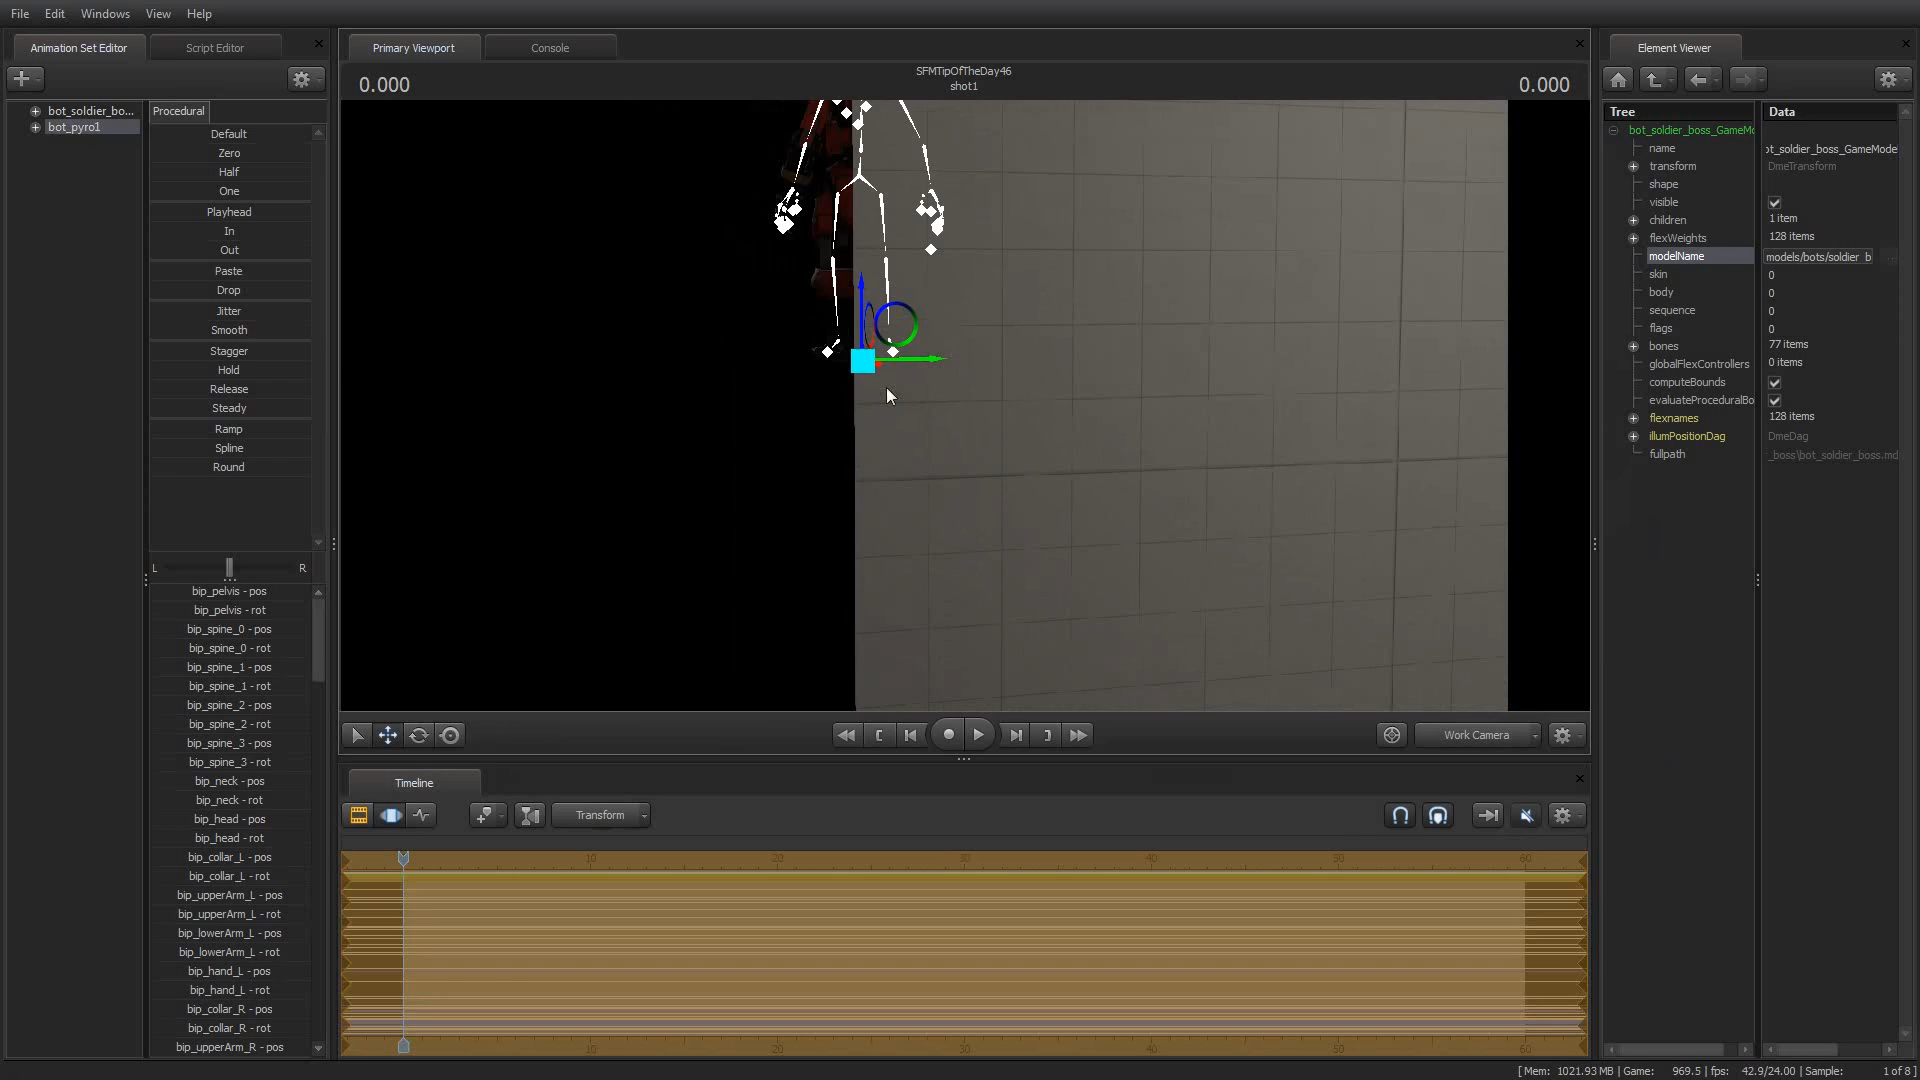 File Edit Windows View Help
Animation Set Editor
Script Editor
Primary Viewport
Console
Element Viewer
0.000
SFMTipOfTheDay46
shot1
0.000
bot_soldier_bo...
bot_pyro1
Procedural
Default
Zero
Half
One
Playhead
In
Out
Paste
Drop
Jitter
Smooth
Stagger
Hold
Release
Steady
Ramp
Spline
Round
L
R
bip_pelvis - pos
bip_pelvis - rot
bip_spine_0 - pos
bip_spine_0 - rot
bip_spine_1 - pos
bip_spine_1 - rot
bip_spine_2 - pos
bip_spine_2 - rot
bip_spine_3 - pos
bip_spine_3 - rot
bip_neck - pos
bip_neck - rot
bip_head - pos
bip_head - rot
bip_collar_L - pos
bip_collar_L - rot
bip_upperArm_L - pos
bip_upperArm_L - rot
bip_lowerArm_L - pos
bip_lowerArm_L - rot
bip_hand_L - pos
bip_hand_L - rot
bip_collar_R - pos
bip_collar_R - rot
bip_upperArm_R - pos
Work Camera
Timeline
Transform
10 20 30 40 50 60
10 20 30 40 50 60
Tree
Data
bot_soldier_boss_GameMo
name
ot_soldier_boss_GameMode
transform
DmeTransform
shape
visible
children
1 item
flexWeights
128 items
modelName
models/bots/soldier_b
skin
0
body
0
sequence
0
flags
0
bones
77 items
globalFlexControllers
0 items
computeBounds
evaluateProceduralBo
flexnames
128 items
illumPositionDag
DmeDag
fullpath
_boss\bot_soldier_boss.md
[ Mem: 1021.93 MB | Game: 969.5 | fps: 42.9/24.00 | Sample: 1 of 8 ]